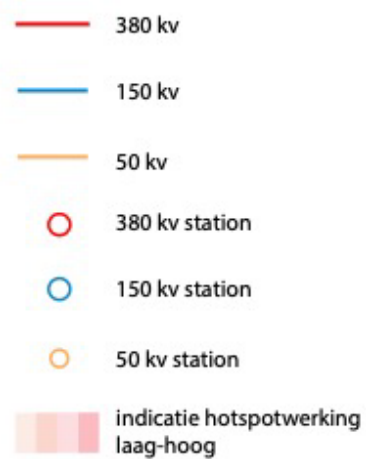 380 kv
150 kv
50 kv
380 kv station
150 kv station
50 kv station
indicatie hotspotwerking
laag-hoog